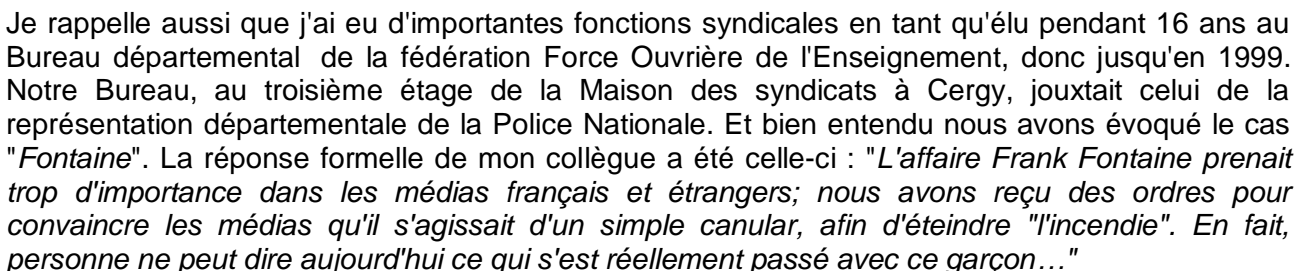 Je rappelle aussi que j'ai eu d'importantes fonctions syndicales en tant qu'élu pendant 16 ans au
Bureau départemental de la fédération Force Ouvrière de l'Enseignement, donc jusqu'en 1999.
Notre Bureau, au troisième étage de la Maison des syndicats à Cergy, jouxtait celui de la
représentation départementale de la Police Nationale. Et bien entendu nous avons évoqué le cas
"Fontaine". La réponse formelle de mon collègue a été celle-ci : "L'affaire Frank Fontaine prenait
trop d'importance dans les médias français et étrangers; nous avons reçu des ordres pour
convaincre les médias qu'il s'agissait d'un simple canular, afin d'éteindre "l'incendie". En fait,
personne ne peut dire aujourd'hui ce qui s'est réellement passé avec ce garçon…"